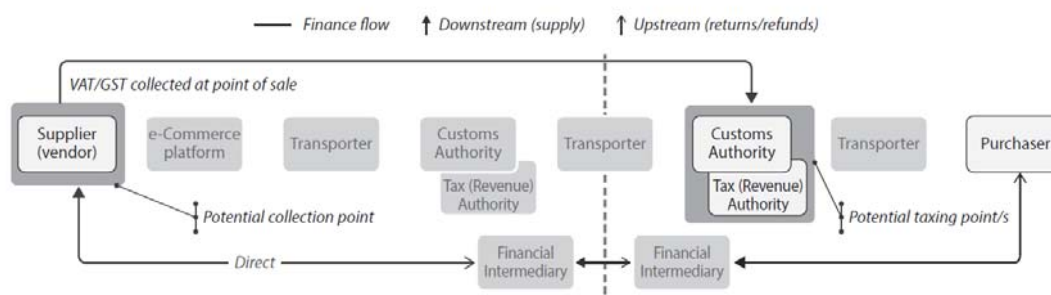 Finance flow
Downstream (supply)
Upstream (returns/refunds)
VAT/GST collected at point of sale
Supplier
(vendor)
e-Commerce
platform
Transporter
Customs
Authority
Tax (Revenue)
Authority
Transporter
Customs
Authority
Tax (Revenue)
Authority
Transporter
Purchaser
Potential collection point
Potential taxing point/s
Direct
Financial
Intermediary
Financial
Intermediary